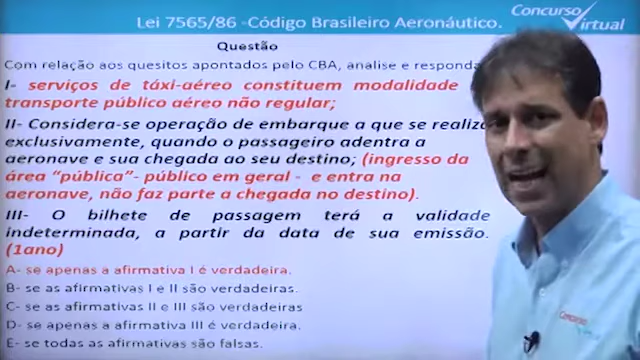 Lei 7565/86 -Código Brasileiro Aeronáutico.
Concurso
Virtual
Questão
Com relação aos quesitos apontados pelo CBA, analise e responda
I- serviços de táxi-aéreo constituem modalidade
transporte público aéreo não regular;
II- Considera-se operação de embarque a que se realiza
exclusivamente, quando o passageiro adentra a
aeronave e sua chegada ao seu destino; (ingresso da
área "pública"- público em geral - e entra na
aeronave, não faz parte a chegada no destino).
III- O bilhete de passagem terá a validade
indeterminada, a partir da data de sua emissão.
(1ano)
A- se apenas a afirmativa I é verdadeira.
B- se as afirmativas I e II são verdadeiras.
C- se as afirmativas II e III são verdadeiras
D- se apenas a afirmativa III é verdadeira.
E- se todas as afirmativas são falsas.